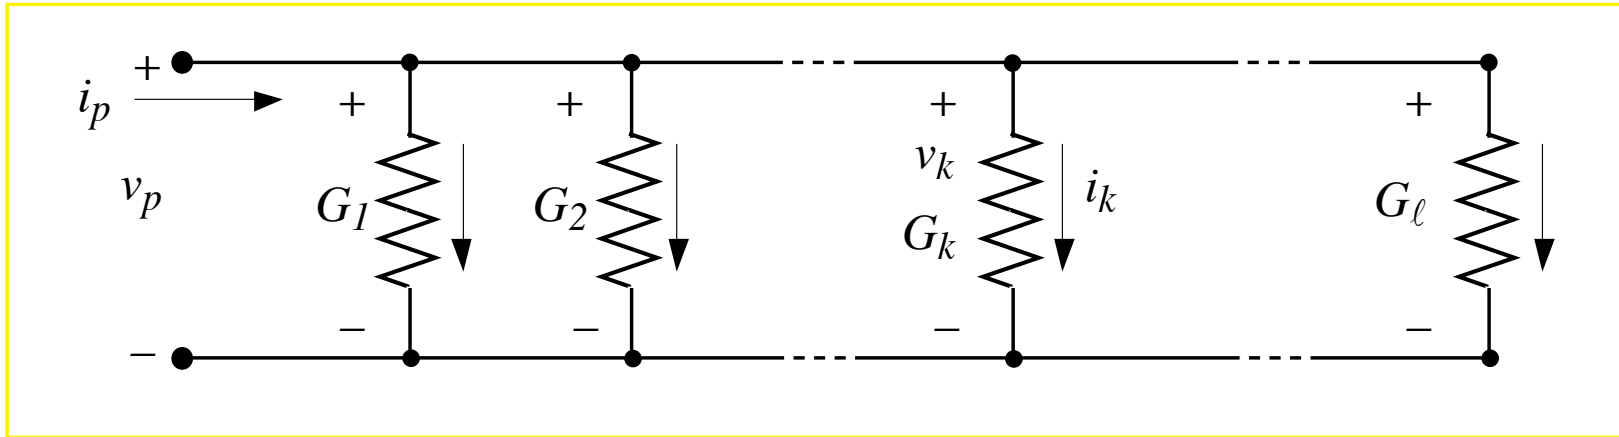 + + + + +
i_p
v_p
G_1
G_2
v_k
G_k
i_k
G_ℓ
− − − − −